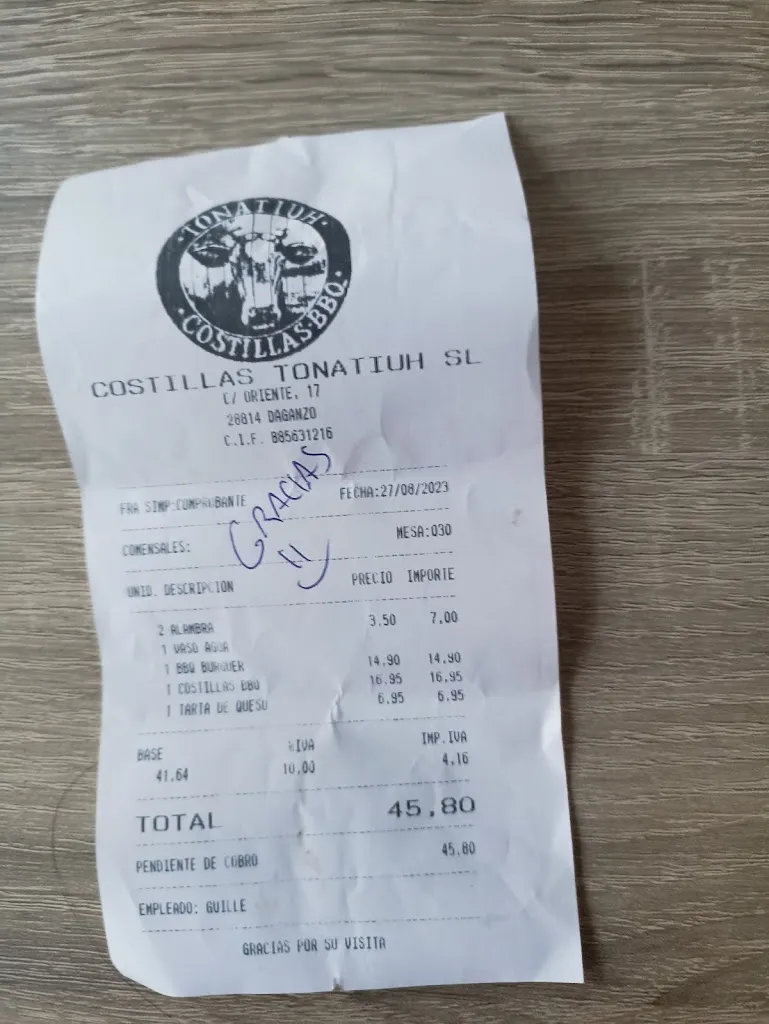 ·TONATIUH·
·COSTILLAS BBQ·
COSTILLAS TONATIUH SL
C/ ORIENTE, 17
28814 DAGANZO
C.I.F. B85631216
GRACIAS
FRA SIMP:COMPROBANTE FECHA:27/08/2023
COMENSALES: MESA:Q30
UNID. DESCRIPCION PRECIO IMPORTE
2 ALAMBRA 3.50 7,00
1 VASO AGUA
1 BBQ BURGUER 14.90 14,90
1 COSTILLAS BBQ 16.95 16,95
1 TARTA DE QUESO 6.95 6,95
BASE %IVA IMP.IVA
41,64 10,00 4,16
TOTAL 45,80
PENDIENTE DE COBRO 45,80
EMPLEADO: GUILLE
GRACIAS POR SU VISITA